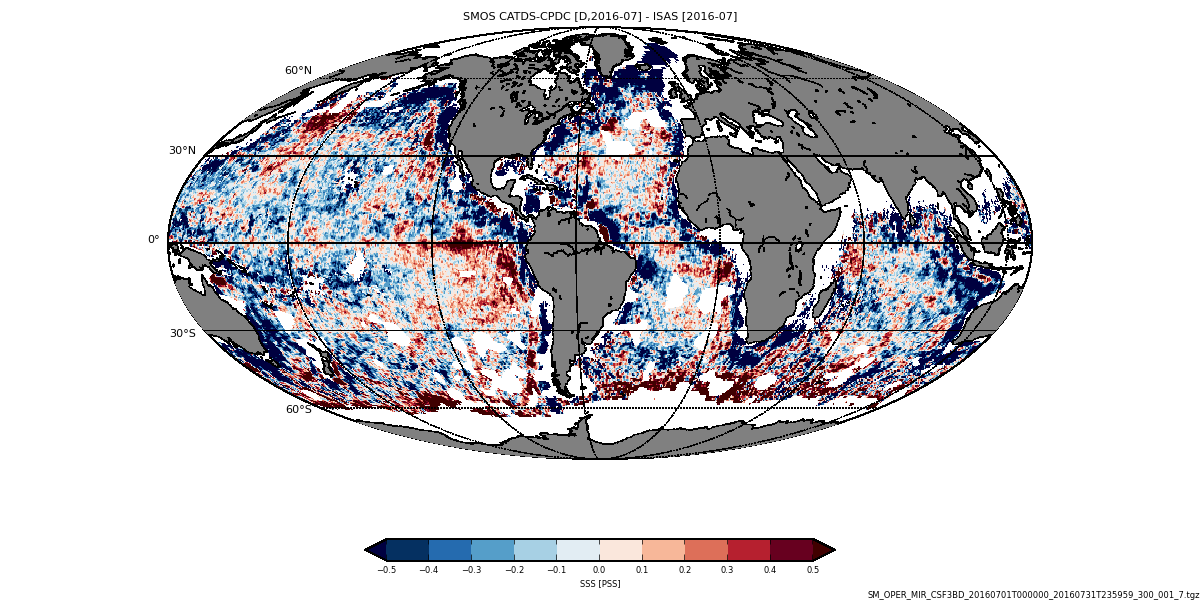 SMOS CATDS-CPDC [D,2016-07] - ISAS [2016-07]
60°N
30°N
0°
30°S
60°S
−0.5 −0.4 −0.3 −0.2 −0.1 0.0 0.1 0.2 0.3 0.4 0.5
SSS [PSS]
SM_OPER_MIR_CSF3BD_20160701T000000_20160731T235959_300_001_7.tgz